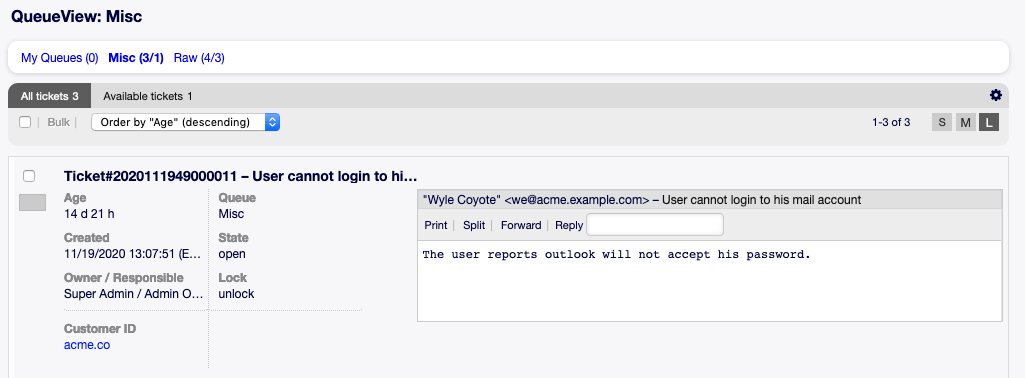 QueueView: Misc
My Queues (0) Misc (3/1) Raw (4/3)
All tickets 3 Available tickets 1
Bulk Order by "Age" (descending) 1-3 of 3 S M L
Ticket#2020111949000011 – User cannot login to hi…
Age
14 d 21 h
Created
11/19/2020 13:07:51 (E…
Owner / Responsible
Super Admin / Admin O…
Customer ID
acme.co
Queue
Misc
State
open
Lock
unlock
"Wyle Coyote" <we@acme.example.com> – User cannot login to his mail account
Print Split Forward Reply
The user reports outlook will not accept his password.